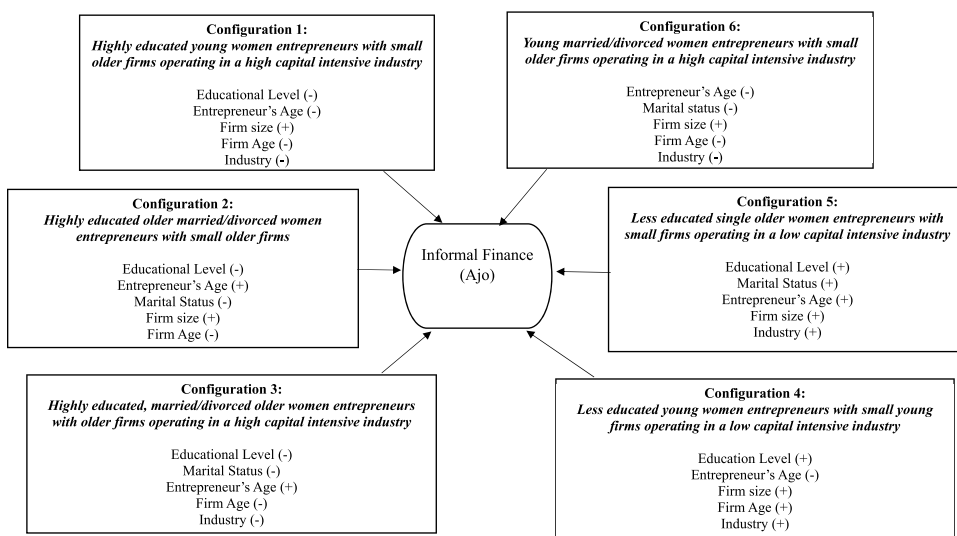 Configuration 1:
Highly educated young women entrepreneurs with small
older firms operating in a high capital intensive industry
Educational Level (-)
Entrepreneur's Age (-)
Firm size (+)
Firm Age (-)
Industry (-)
Configuration 6:
Young married/divorced women entrepreneurs with small
older firms operating in a high capital intensive industry
Entrepreneur's Age (-)
Marital status (-)
Firm size (+)
Firm Age (-)
Industry (-)
Configuration 2:
Highly educated older married/divorced women
entrepreneurs with small older firms
Educational Level (-)
Entrepreneur's Age (+)
Marital Status (-)
Firm size (+)
Firm Age (-)
Informal Finance
(Ajo)
Configuration 5:
Less educated single older women entrepreneurs with
small firms operating in a low capital intensive industry
Educational Level (+)
Marital Status (+)
Entrepreneur's Age (+)
Firm size (+)
Industry (+)
Configuration 3:
Highly educated, married/divorced older women entrepreneurs
with older firms operating in a high capital intensive industry
Educational Level (-)
Marital Status (-)
Entrepreneur's Age (+)
Firm Age (-)
Industry (-)
Configuration 4:
Less educated young women entrepreneurs with small young
firms operating in a low capital intensive industry
Education Level (+)
Entrepreneur's Age (-)
Firm size (+)
Firm Age (+)
Industry (+)